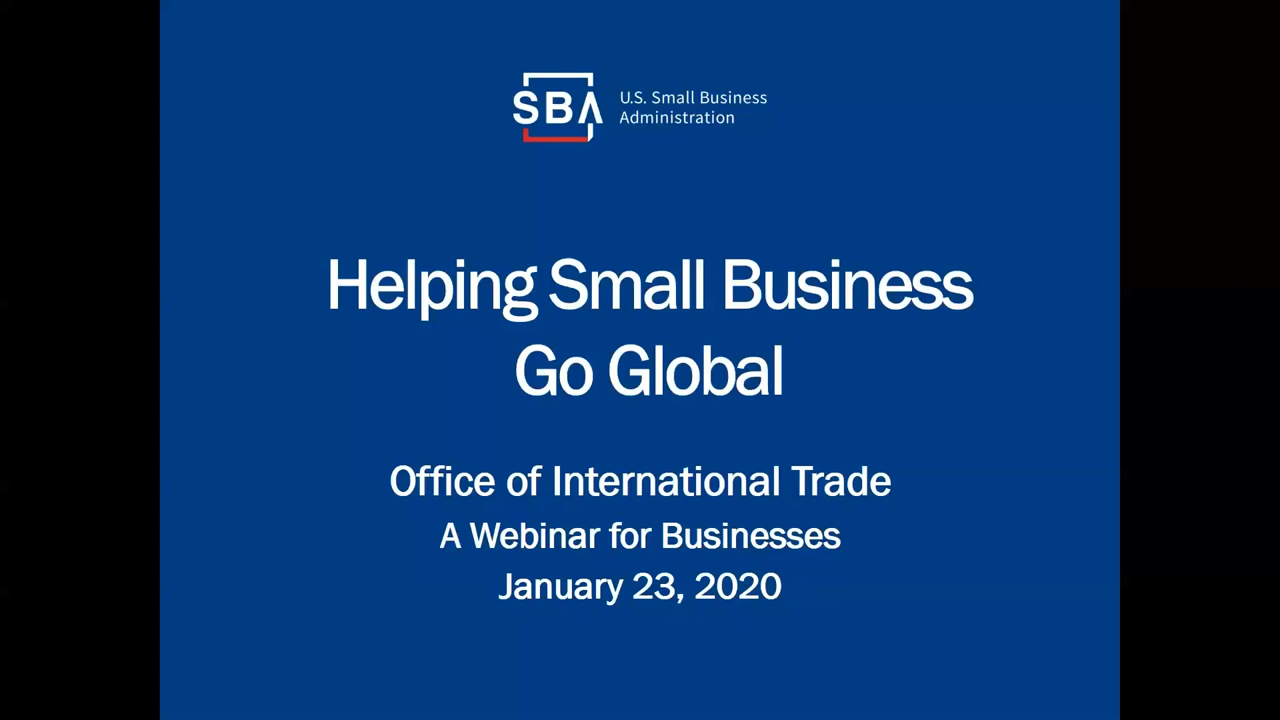 SBA
U.S. Small Business
Administration
Helping Small Business
Go Global
Office of International Trade
A Webinar for Businesses
January 23, 2020